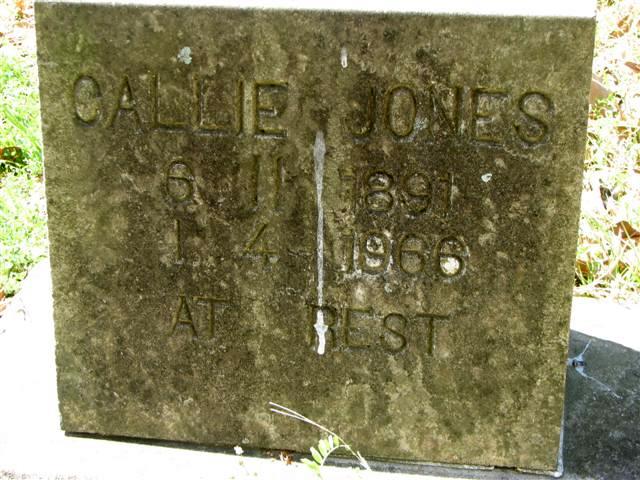 CALLIE JONES
6 11 1891
1 4 1966
AT REST